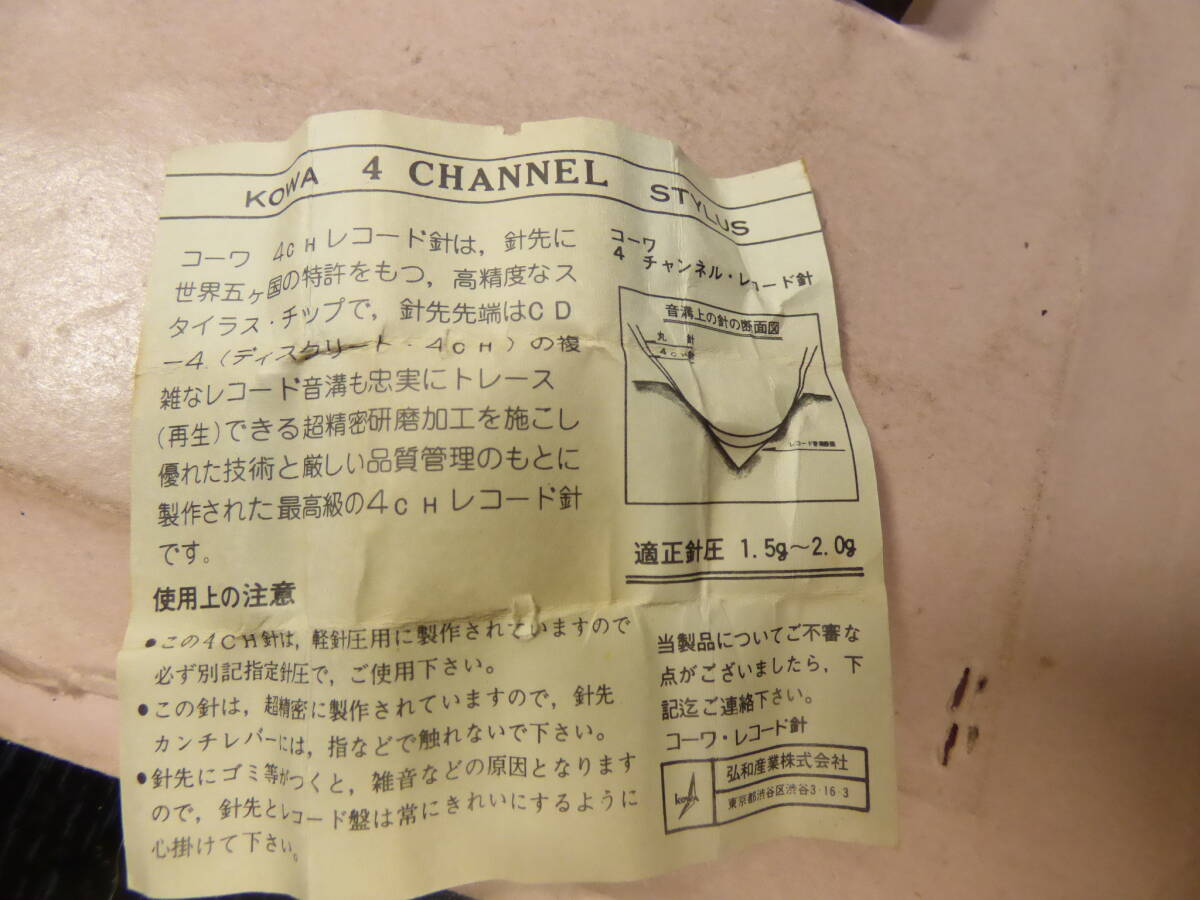 KOWA 4 CHANNEL STYLUS
コーワ 4CHレコード針は，針先に
世界五ヶ国の特許をもつ，高精度なス
タイラス・チップで，針先先端はCD
－4（ディスクリート・4CH）の複
雑なレコード音溝も忠実にトレース
(再生)できる超精密研磨加工を施こし
優れた技術と厳しい品質管理のもとに
製作された最高級の4CHレコード針
です。
使用上の注意
●この4CH針は，軽針圧用に製作されていますので
必ず別記指定針圧で，ご使用下さい。
●この針は，超精密に製作されていますので，針先
カンチレバーには，指などで触れないで下さい。
●針先にゴミ等がつくと，雑音などの原因となります
ので，針先とレコード盤は常にきれいにするように
心掛けて下さい。
コーワ
4 チャンネル・レコード針
音溝上の針の断面図
丸 針
4CH針
レコード音溝断面
適正針圧 1.5g～2.0g
当製品についてご不審な
点がございましたら，下
記迄ご連絡下さい。
コーワ・レコード針
kowa
弘和産業株式会社
東京都渋谷区渋谷3-16-3